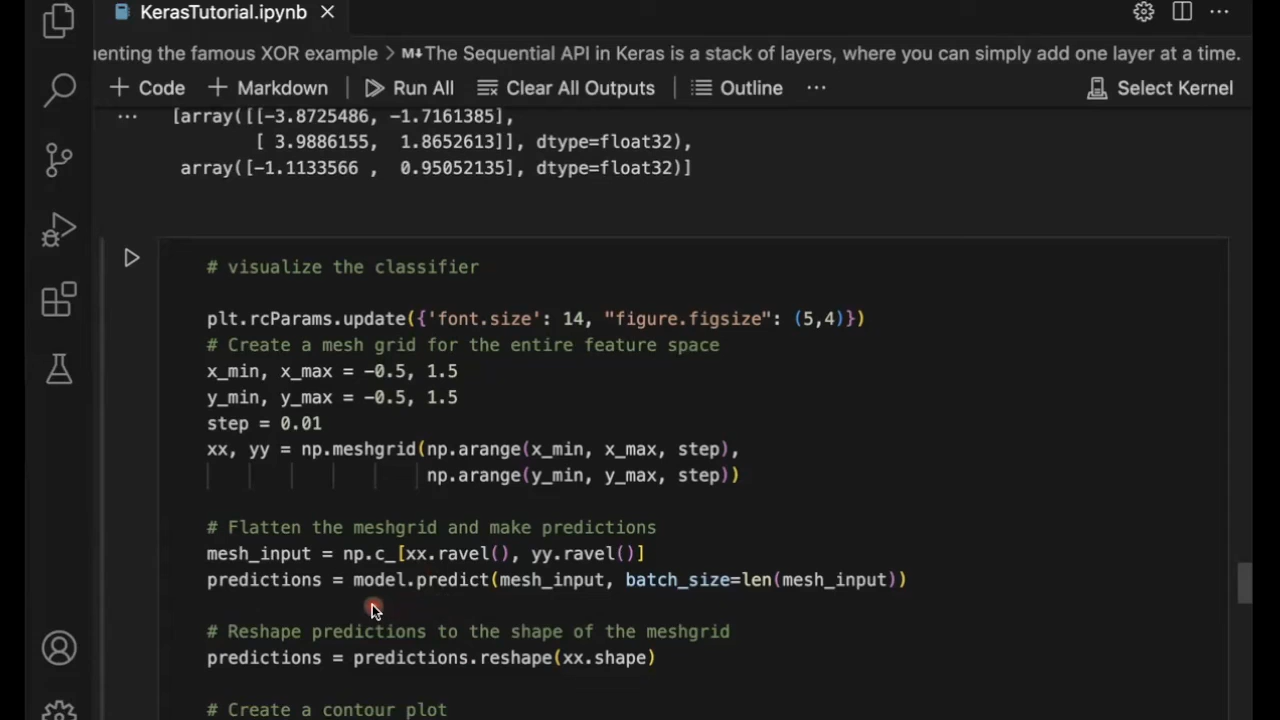 KerasTutorial.ipynb
nenting the famous XOR example > M↓The Sequential API in Keras is a stack of layers, where you can simply add one layer at a time.
+ Code + Markdown Run All Clear All Outputs Outline ··· Select Kernel
··· [array([[-3.8725486, -1.7161385],
[ 3.9886155, 1.8652613]], dtype=float32),
array([-1.1133566 , 0.95052135], dtype=float32)]
# visualize the classifier
plt.rcParams.update({'font.size': 14, "figure.figsize": (5,4)})
# Create a mesh grid for the entire feature space
x_min, x_max = -0.5, 1.5
y_min, y_max = -0.5, 1.5
step = 0.01
xx, yy = np.meshgrid(np.arange(x_min, x_max, step),
np.arange(y_min, y_max, step))
# Flatten the meshgrid and make predictions
mesh_input = np.c_[xx.ravel(), yy.ravel()]
predictions = model.predict(mesh_input, batch_size=len(mesh_input))
# Reshape predictions to the shape of the meshgrid
predictions = predictions.reshape(xx.shape)
# Create a contour plot